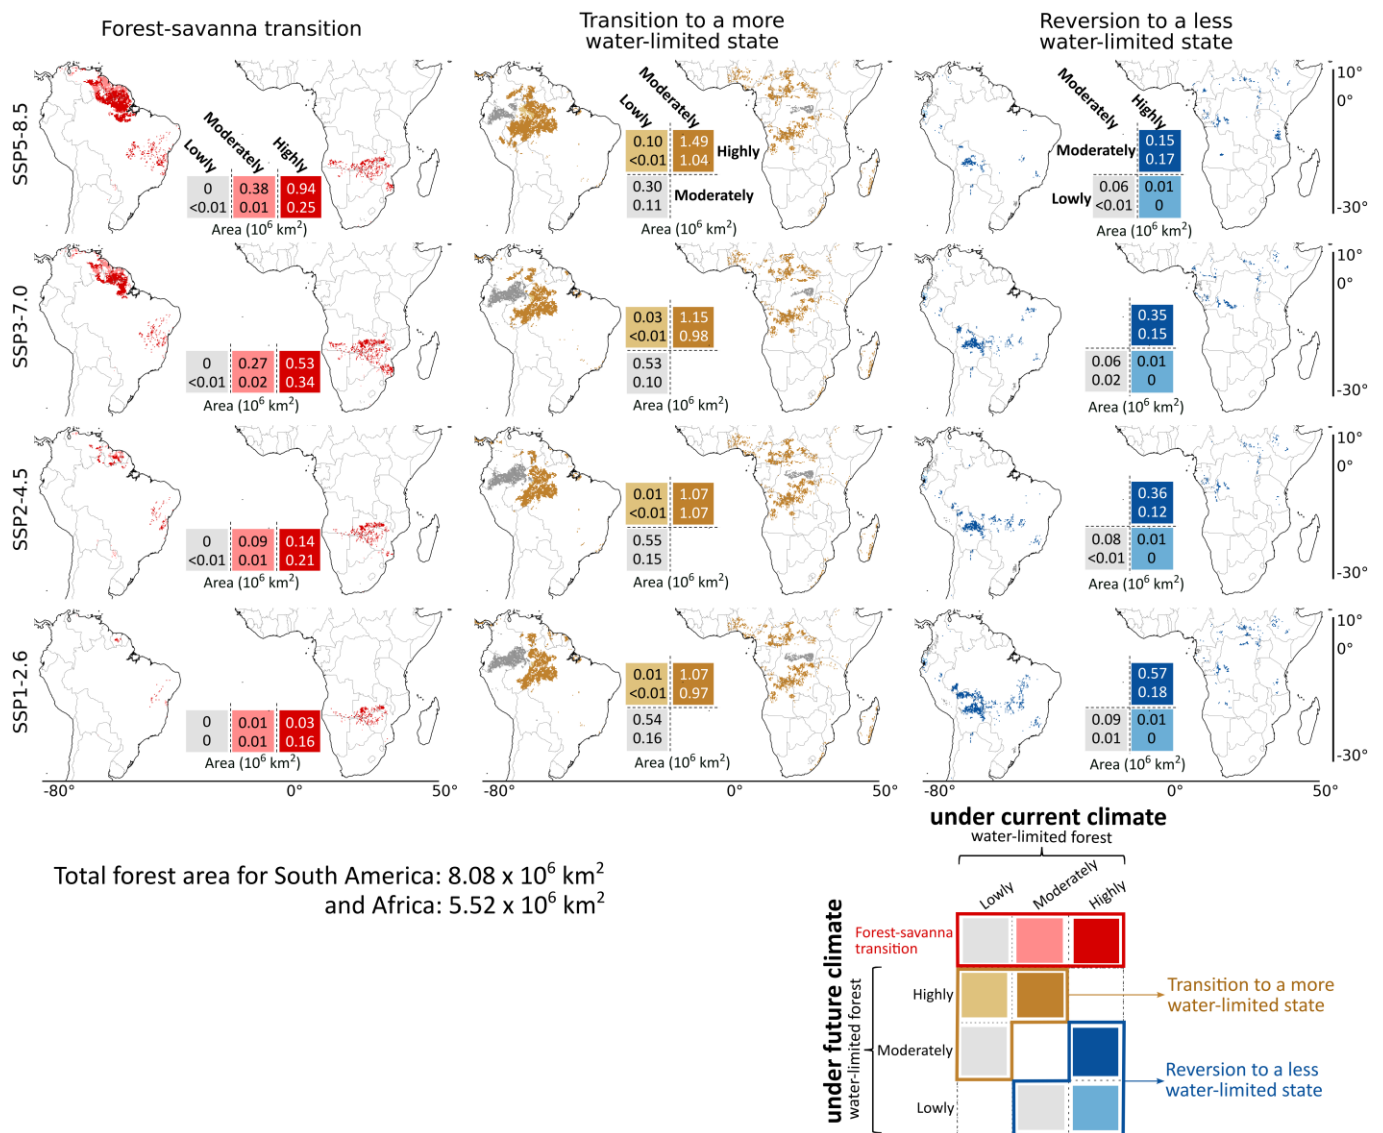 Forest-savanna transition
Transition to a more
water-limited state
Reversion to a less
water-limited state
SSP5-8.5
Lowly
Moderately
Highly
0
0.38
0.94
<0.01
0.01
0.25
Area (10⁶ km²)
Lowly
Moderately
0.10
1.49
<0.01
1.04
Highly
0.30
0.11
Moderately
Area (10⁶ km²)
Moderately
Highly
Moderately
0.15
0.17
Lowly
0.06
0.01
<0.01
0
Area (10⁶ km²)
10°
0°
-30°
SSP3-7.0
0
0.27
0.53
<0.01
0.02
0.34
Area (10⁶ km²)
0.03
1.15
<0.01
0.98
0.53
0.10
Area (10⁶ km²)
0.35
0.15
0.06
0.01
0.02
0
Area (10⁶ km²)
10°
0°
-30°
SSP2-4.5
0
0.09
0.14
<0.01
0.01
0.21
Area (10⁶ km²)
0.01
1.07
<0.01
1.07
0.55
0.15
Area (10⁶ km²)
0.36
0.12
0.08
0.01
<0.01
0
Area (10⁶ km²)
10°
0°
-30°
SSP1-2.6
0
0.01
0.03
0
0.01
0.16
Area (10⁶ km²)
0.01
1.07
<0.01
0.97
0.54
0.16
Area (10⁶ km²)
0.57
0.18
0.09
0.01
0.01
0
Area (10⁶ km²)
10°
0°
-30°
-80°
0°
50°
-80°
0°
50°
-80°
0°
50°
Total forest area for South America: 8.08 x 10⁶ km²
and Africa: 5.52 x 10⁶ km²
under current climate
water-limited forest
Lowly
Moderately
Highly
under future climate
water-limited forest
Forest-savanna
transition
Highly
Moderately
Lowly
Transition to a more
water-limited state
Reversion to a less
water-limited state